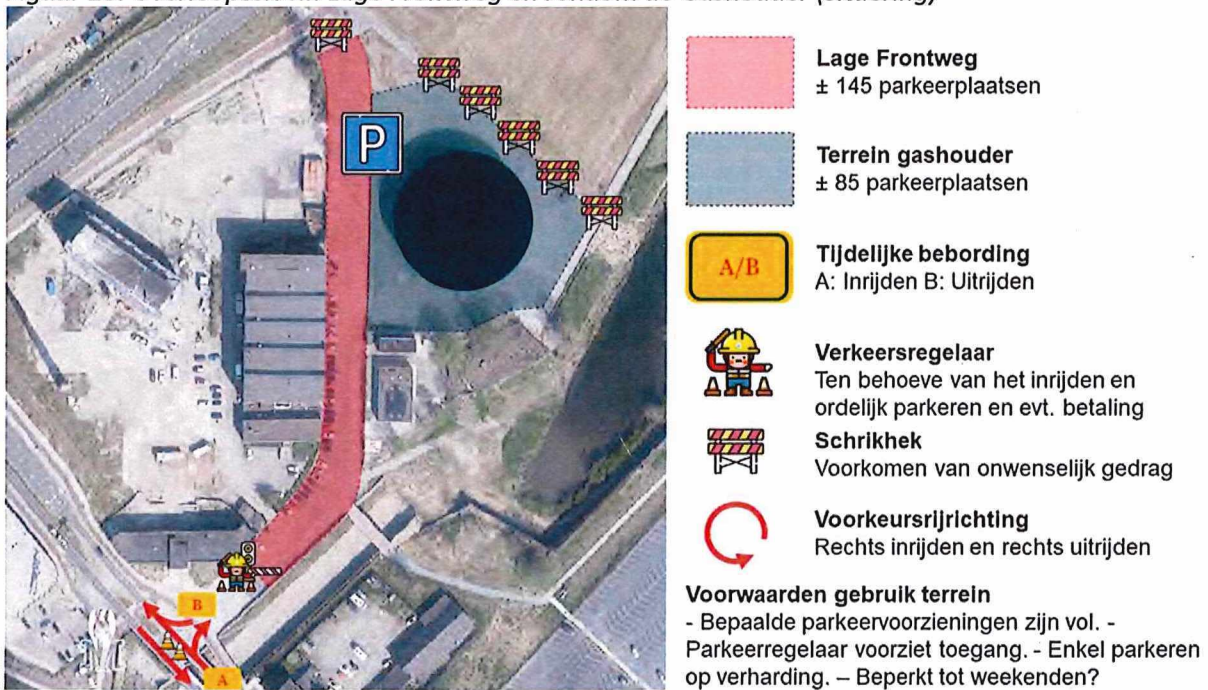 P
B
A
Lage Frontweg
± 145 parkeerplaatsen
Terrein gashouder
± 85 parkeerplaatsen
A/B
Tijdelijke bebording
A: Inrijden B: Uitrijden
Verkeersregelaar
Ten behoeve van het inrijden en
ordelijk parkeren en evt. betaling
Schrikhek
Voorkomen van onwenselijk gedrag
Voorkeursrijrichting
Rechts inrijden en rechts uitrijden
Voorwaarden gebruik terrein
- Bepaalde parkeervoorzieningen zijn vol. -
Parkeerregelaar voorziet toegang. - Enkel parkeren
op verharding. – Beperkt tot weekenden?